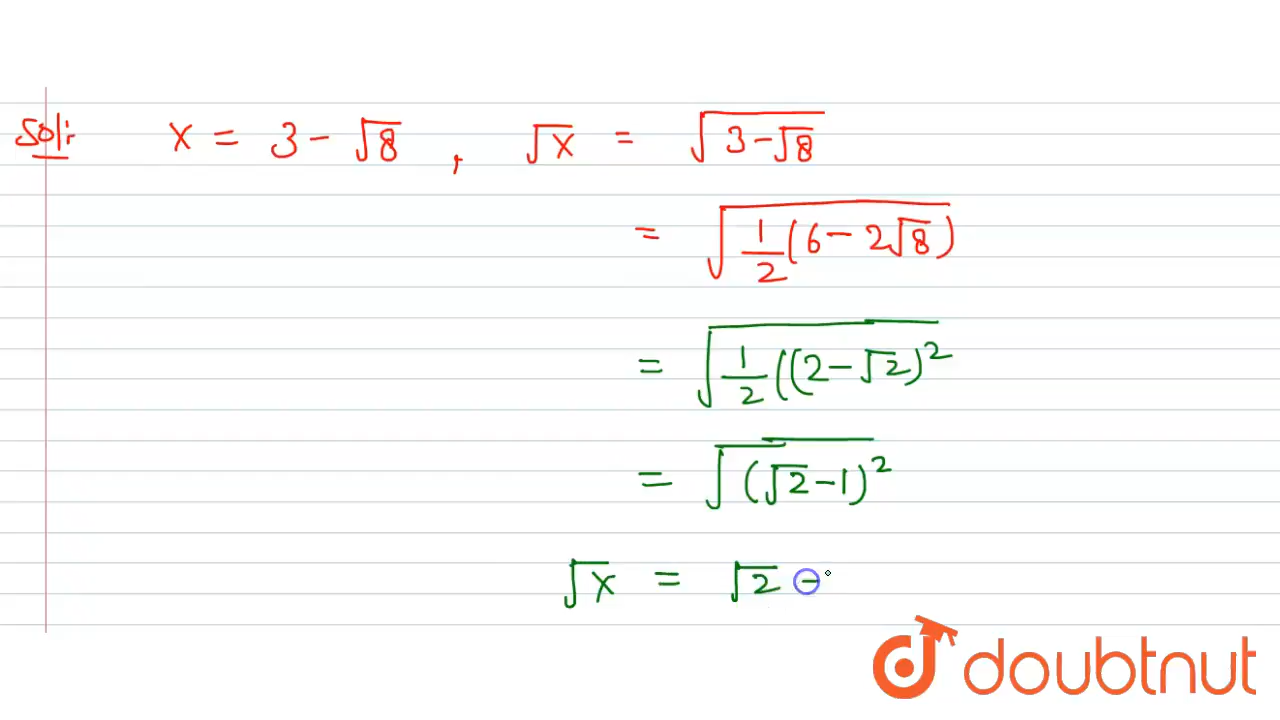 Sol: x = 3 - √8 , √x = √(3 - √8)
= √(1/2 (6 - 2√8))
= √(1/2 ((2 - √2)²
= √(√2 - 1)²
√x = √2 -
doubtnut